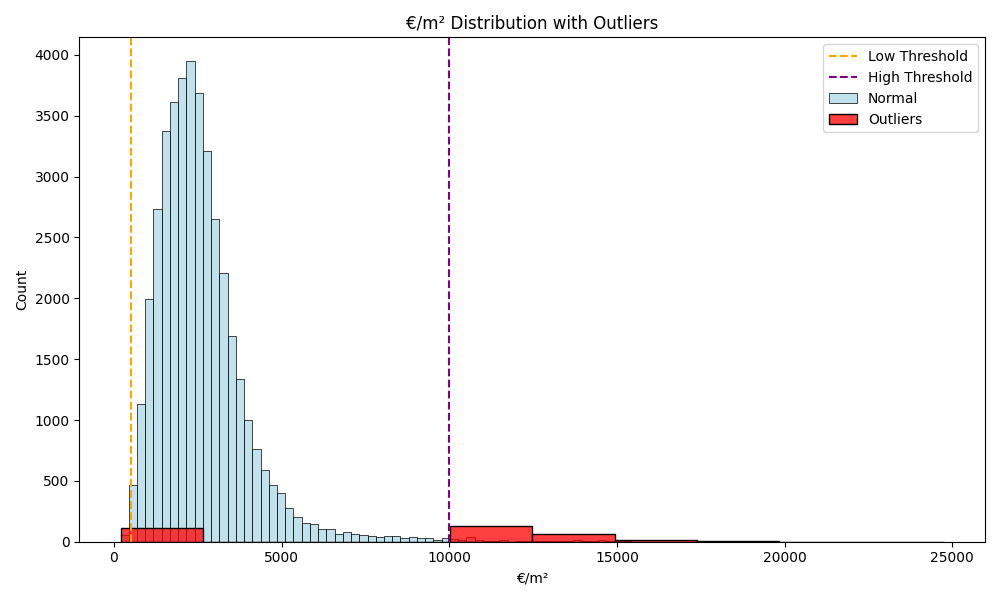 €/m² Distribution with Outliers
4000
3500
3000
2500
2000
1500
1000
500
0
Count
0
5000
10000
15000
20000
25000
€/m²
Low Threshold
High Threshold
Normal
Outliers